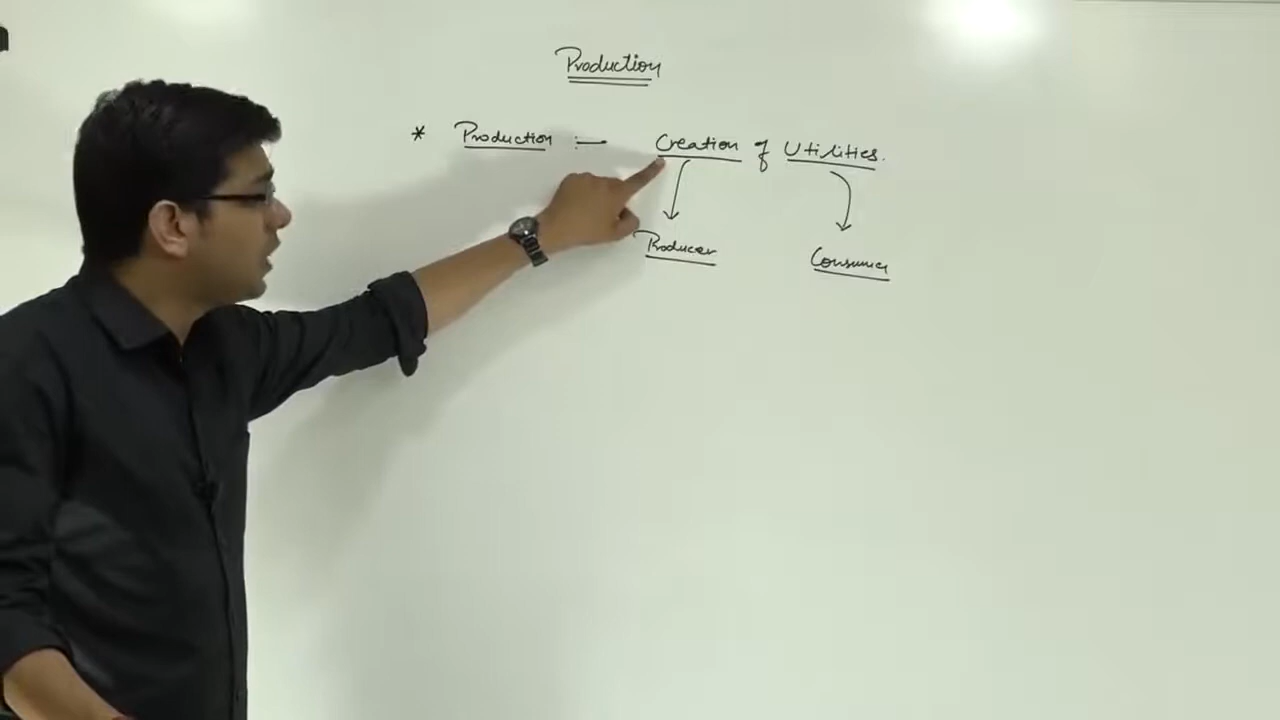 Production
* Production :— Creation of Utilities.
Producer Consumer